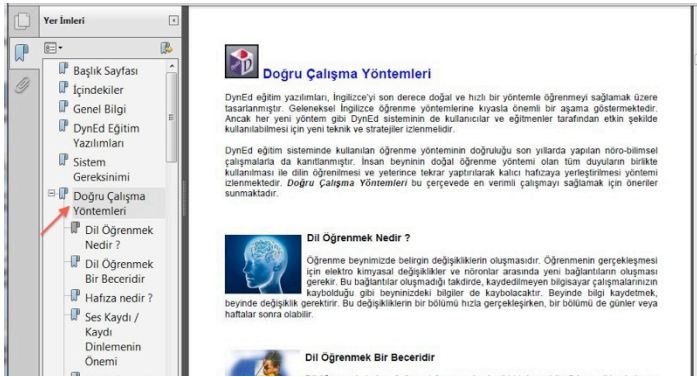 Yer İmleri
Başlık Sayfası
İçindekiler
Genel Bilgi
DynEd Eğitim
Yazılımları
Sistem
Gereksinimi
Doğru Çalışma
Yöntemleri
Dil Öğrenmek
Nedir ?
Dil Öğrenmek
Bir Beceridir
Hafıza nedir ?
Ses Kaydı /
Kaydı
Dinlemenin
Önemi
Doğru Çalışma Yöntemleri
DynEd eğitim yazılımları, İngilizce'yi son derece doğal ve hızlı bir yöntemle öğrenmeyi sağlamak üzere
tasarlanmıştır. Geleneksel İngilizce öğrenme yöntemlerine kıyasla önemli bir aşama göstermektedir.
Ancak her yeni yöntem gibi DynEd sisteminin de kullanıcılar ve eğitmenler tarafından etkin şekilde
kullanılabilmesi için yeni teknik ve stratejiler izlenmelidir.
DynEd eğitim sisteminde kullanılan öğrenme yönteminin doğruluğu son yıllarda yapılan nöro-bilimsel
çalışmalarla da kanıtlanmıştır. İnsan beyninin doğal öğrenme yöntemi olan tüm duyuların birlikte
kullanılması ile dilin öğrenilmesi ve yeterince tekrar yaptırılarak kalıcı hafızaya yerleştirilmesi yöntemi
izlenmektedir. Doğru Çalışma Yöntemleri bu çerçevede en verimli çalışmayı sağlamak için öneriler
sunmaktadır.
Dil Öğrenmek Nedir ?
Öğrenme beynimizde belirgin değişikliklerin oluşmasıdır. Öğrenmenin gerçekleşmesi
için elektro kimyasal değişiklikler ve nöronlar arasında yeni bağlantıların oluşması
gerekir. Bu bağlantılar oluşmadığı takdirde, kaydedilmeyen bilgisayar çalışmalarınızın
kaybolduğu gibi beyninizdeki bilgiler de kaybolacaktır. Beyinde bilgi kaydetmek,
beyinde değişiklik gerektirir. Bu değişikliklerin bir bölümü hızla gerçekleşirken, bir bölümü de günler veya
haftalar sonra olabilir.
Dil Öğrenmek Bir Beceridir